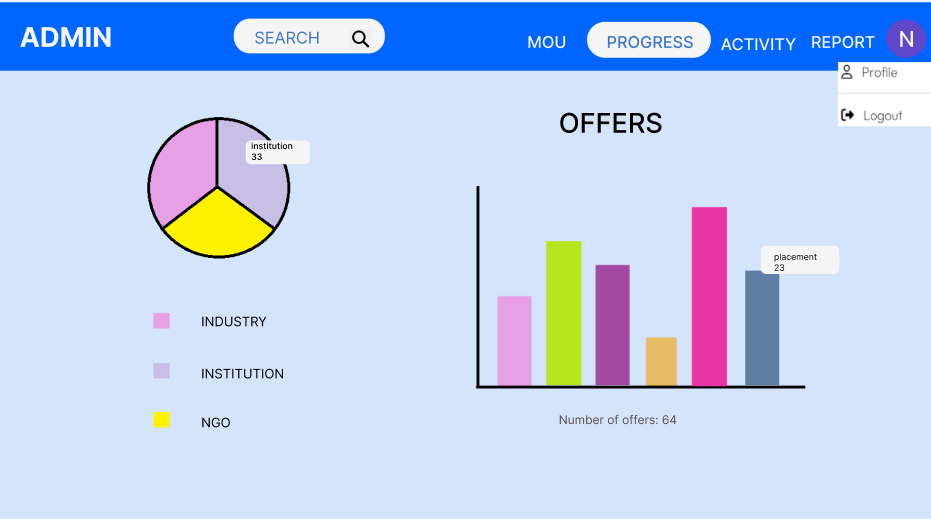 ADMIN
SEARCH
MOU
PROGRESS
ACTIVITY
REPORT
N
Profile
Logout
institution
33
INDUSTRY
INSTITUTION
NGO
OFFERS
placement
23
Number of offers: 64